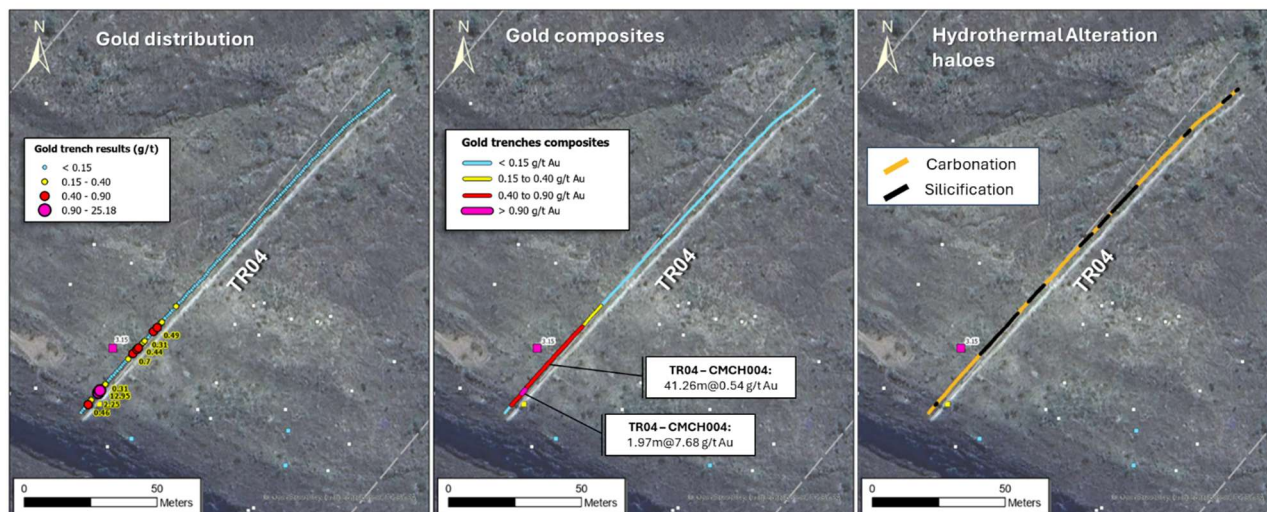 N
Gold distribution
Gold trench results (g/t)
< 0.15
0.15 - 0.40
0.40 - 0.90
0.90 - 25.18
TR04
3.15
0.49
0.31
0.44
0.7
0.31
12.95
2.25
0.46
0
50
Meters
N
Gold composites
Gold trenches composites
< 0.15 g/t Au
0.15 to 0.40 g/t Au
0.40 to 0.90 g/t Au
> 0.90 g/t Au
TR04
3.15
TR04 – CMCH004:
41.26m@0.54 g/t Au
TR04 – CMCH004:
1.97m@7.68 g/t Au
0
50
Meters
N
Hydrothermal Alteration
haloes
Carbonation
Silicification
TR04
3.15
0
50
Meters